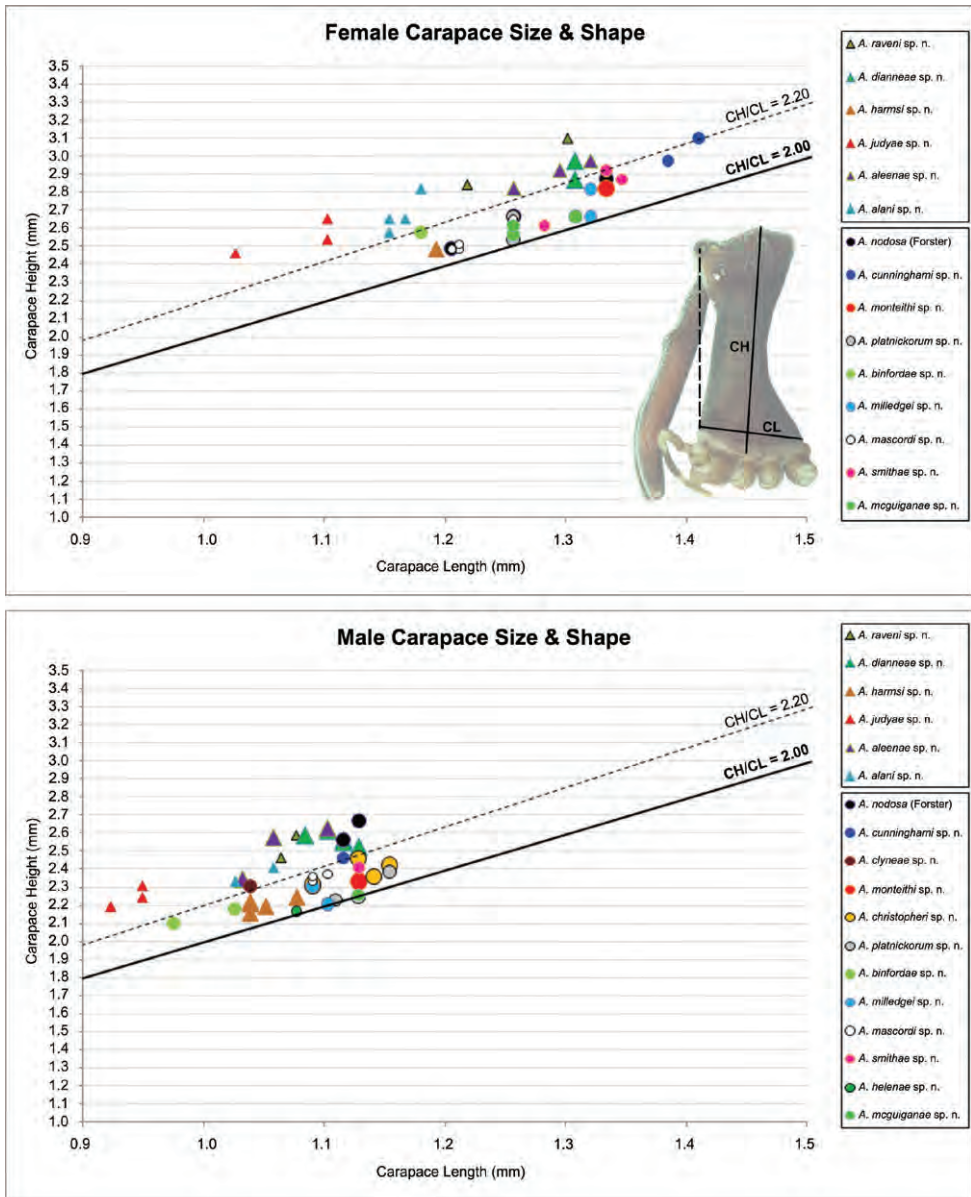 Female Carapace Size & Shape
Carapace Height (mm)
3.5
3.4
3.3
3.2
3.1
3.0
2.9
2.8
2.7
2.6
2.5
2.4
2.3
2.2
2.1
2.0
1.9
1.8
1.7
1.6
1.5
1.4
1.3
1.2
1.1
1.0
0.9
1.0
1.1
1.2
1.3
1.4
1.5
Carapace Length (mm)
CH/CL = 2.20
CH/CL = 2.00
CH
CL
A. raveni sp. n.
A. dianneae sp. n.
A. harmsi sp. n.
A. judyae sp. n.
A. aleenae sp. n.
A. alani sp. n.
A. nodosa (Forster)
A. cunninghami sp. n.
A. monteithi sp. n.
A. platnickorum sp. n.
A. binfordae sp. n.
A. milledgei sp. n.
A. mascordi sp. n.
A. smithae sp. n.
A. mcguiganae sp. n.
Male Carapace Size & Shape
Carapace Height (mm)
3.5
3.4
3.3
3.2
3.1
3.0
2.9
2.8
2.7
2.6
2.5
2.4
2.3
2.2
2.1
2.0
1.9
1.8
1.7
1.6
1.5
1.4
1.3
1.2
1.1
1.0
0.9
1.0
1.1
1.2
1.3
1.4
1.5
Carapace Length (mm)
CH/CL = 2.20
CH/CL = 2.00
A. raveni sp. n.
A. dianneae sp. n.
A. harmsi sp. n.
A. judyae sp. n.
A. aleenae sp. n.
A. alani sp. n.
A. nodosa (Forster)
A. cunninghami sp. n.
A. clyneae sp. n.
A. monteithi sp. n.
A. christopheri sp. n.
A. platnickorum sp. n.
A. binfordae sp. n.
A. milledgei sp. n.
A. mascordi sp. n.
A. smithae sp. n.
A. helenae sp. n.
A. mcguiganae sp. n.